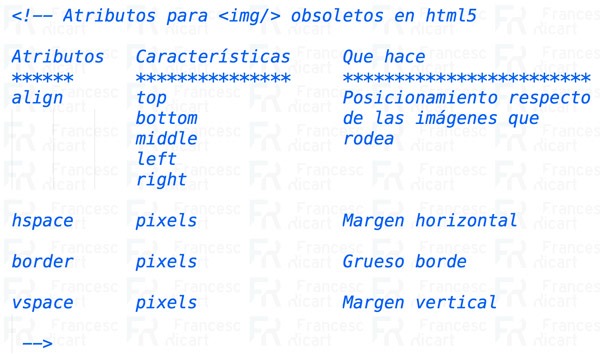 <!-- Atributos para <img/> obsoletos en html5
Atributos Características Que hace
****** *************** ************************
align top Posicionamiento respecto
bottom de las imágenes que
middle rodea
left
right
hspace pixels Margen horizontal
border pixels Grueso borde
vspace pixels Margen vertical
-->
Francesc
Ricart